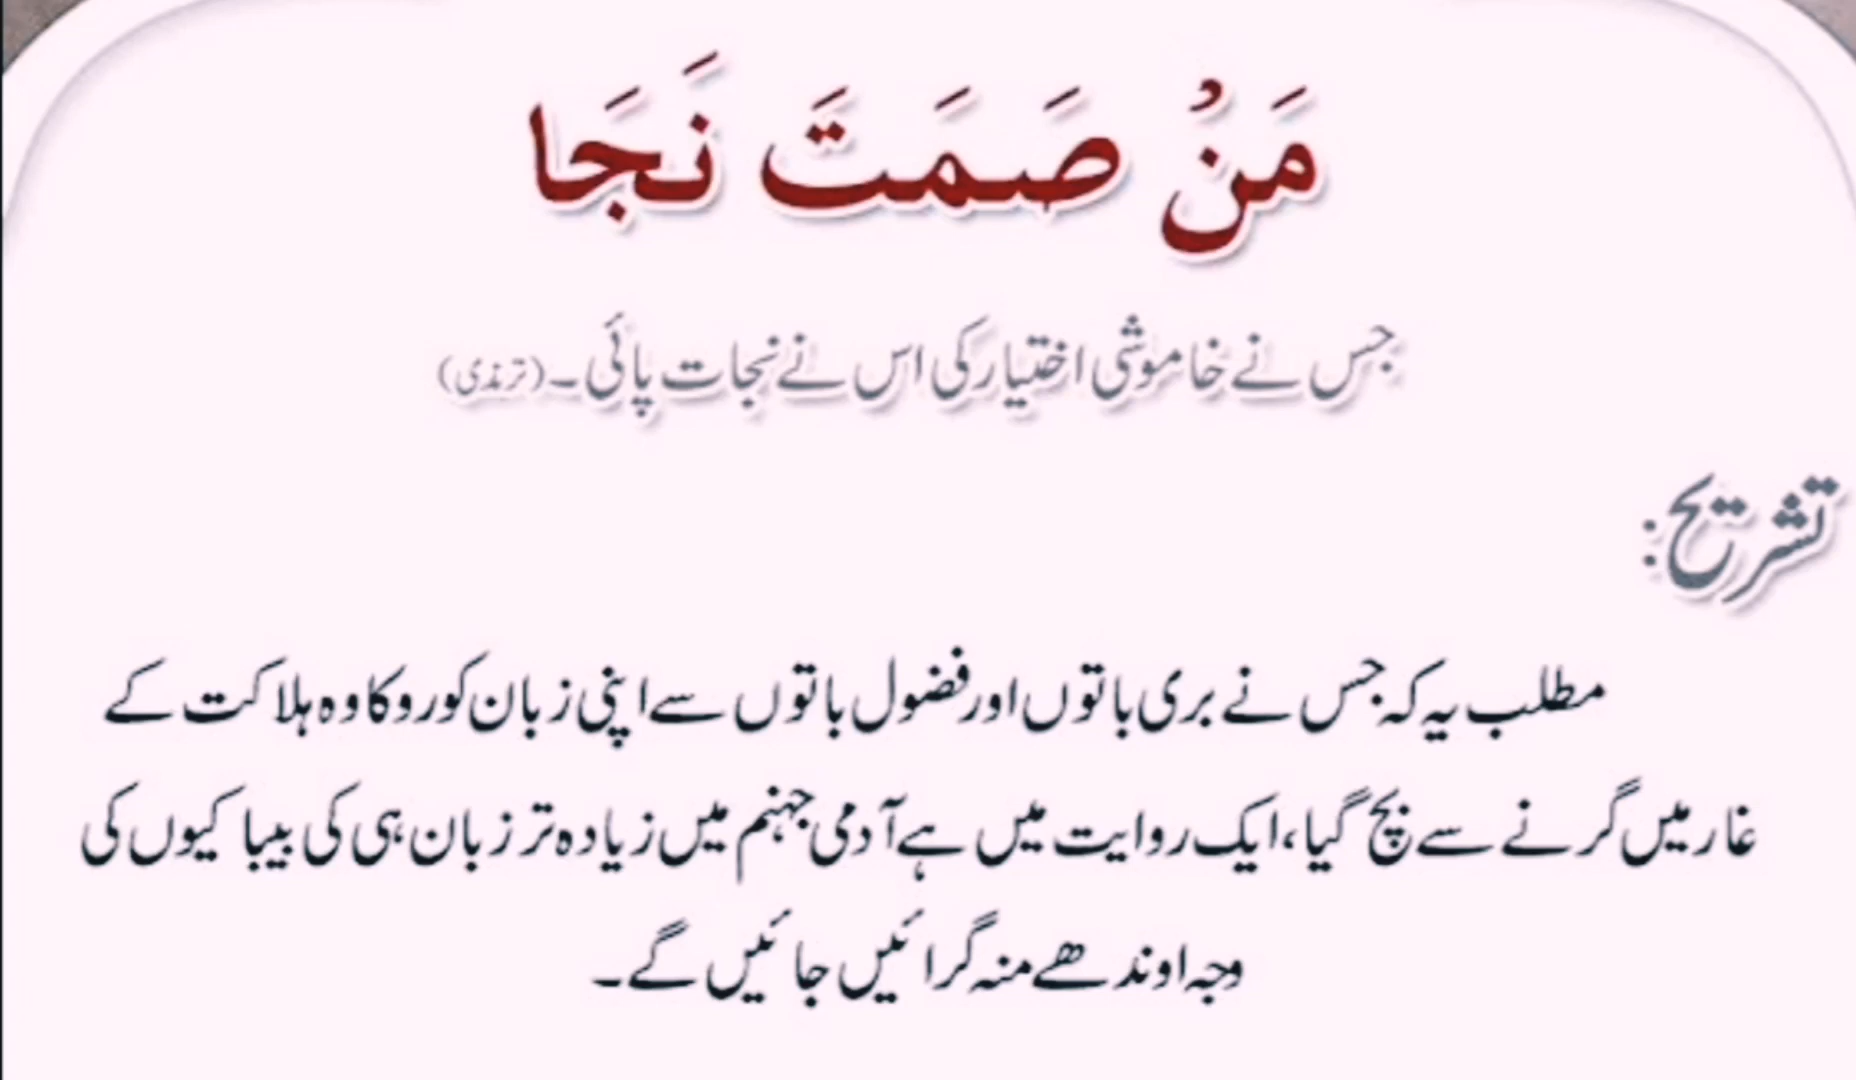 مَنْ صَمَتَ نَجَا
جس نے خاموشی اختیار کی اس نے نجات پائی۔ (ترمذی)
تشریح:
مطلب یہ کہ جس نے بری باتوں اور فضول باتوں سے اپنی زبان کو روکا وہ ہلاکت کے
غار میں گرنے سے بچ گیا، ایک روایت میں ہے آدمی جہنم میں زیادہ تر زبان ہی کی بیباکیوں کی
وجہ اوندھے منہ گرائیں جائیں گے۔